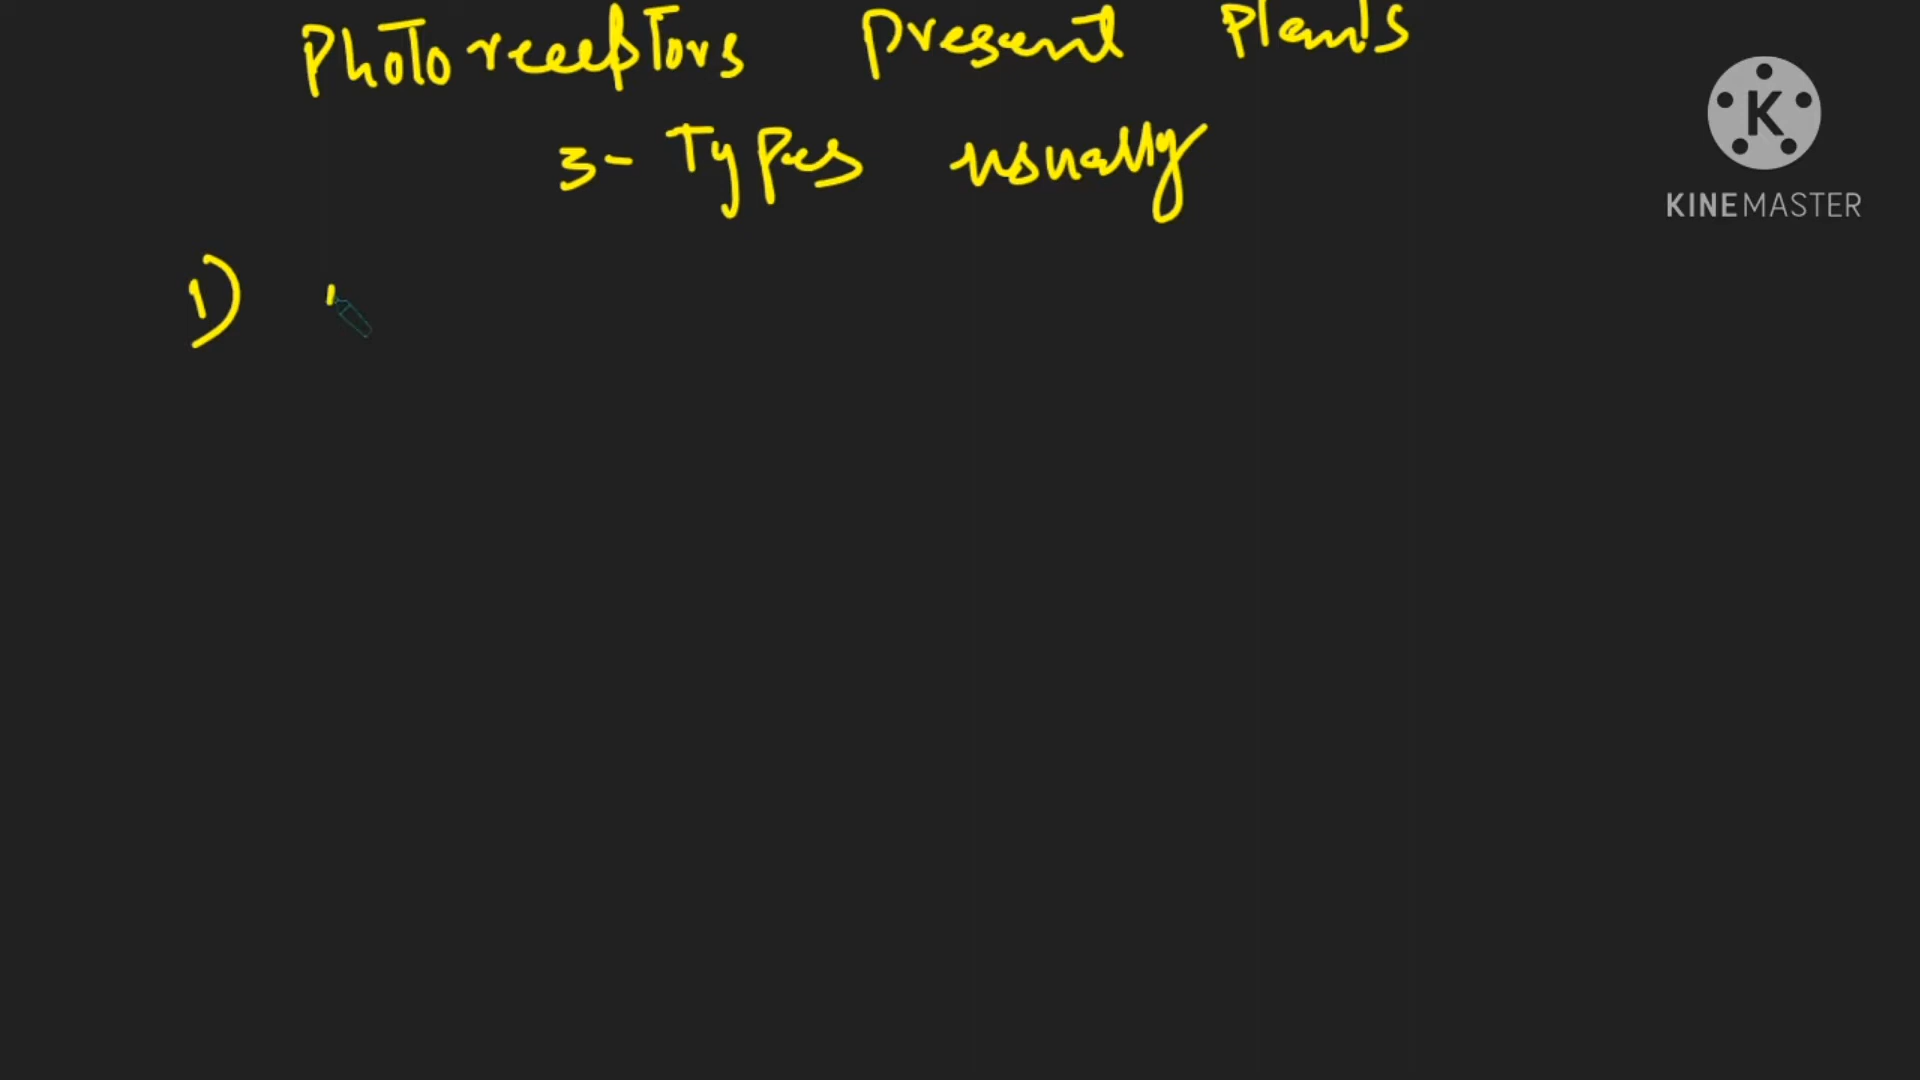 Photoreceptors present plants
3- Types usually
1)
K
KINEMASTER